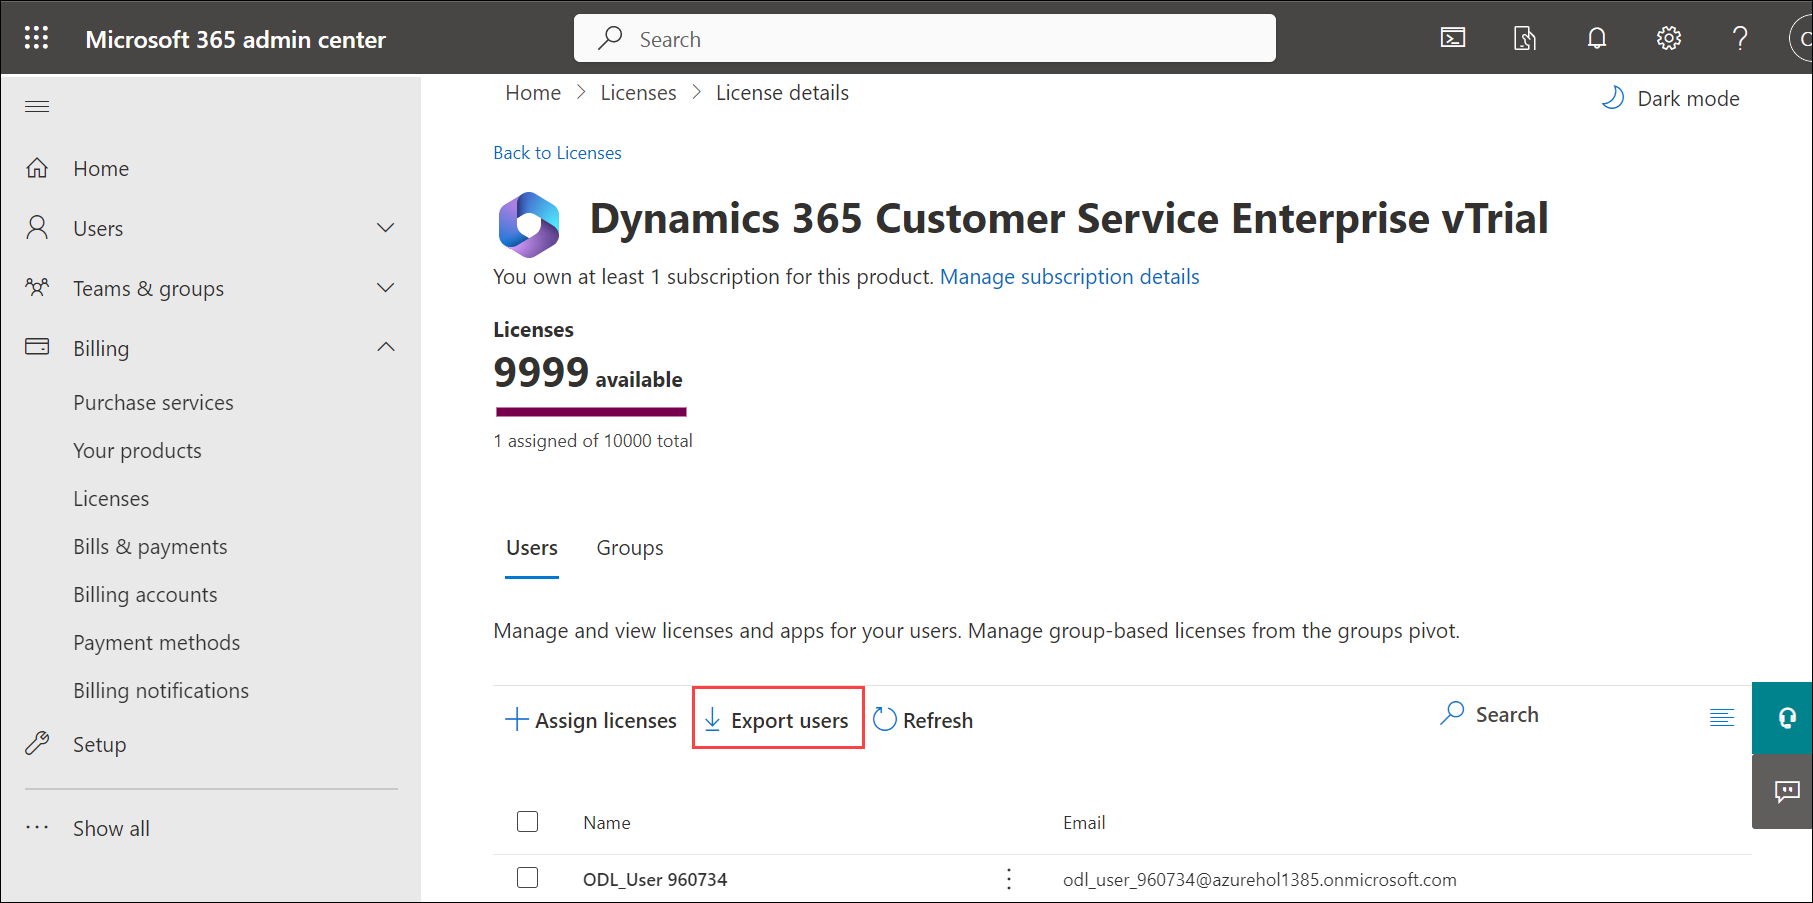 Microsoft 365 admin center
Search
Home > Licenses > License details
Dark mode
Home
Users
Teams & groups
Billing
Purchase services
Your products
Licenses
Bills & payments
Billing accounts
Payment methods
Billing notifications
Setup
Show all
Back to Licenses
Dynamics 365 Customer Service Enterprise vTrial
You own at least 1 subscription for this product. Manage subscription details
Licenses
9999 available
1 assigned of 10000 total
Users Groups
Manage and view licenses and apps for your users. Manage group-based licenses from the groups pivot.
Assign licenses Export users Refresh Search
Name Email
ODL_User 960734 odl_user_960734@azurehol1385.onmicrosoft.com